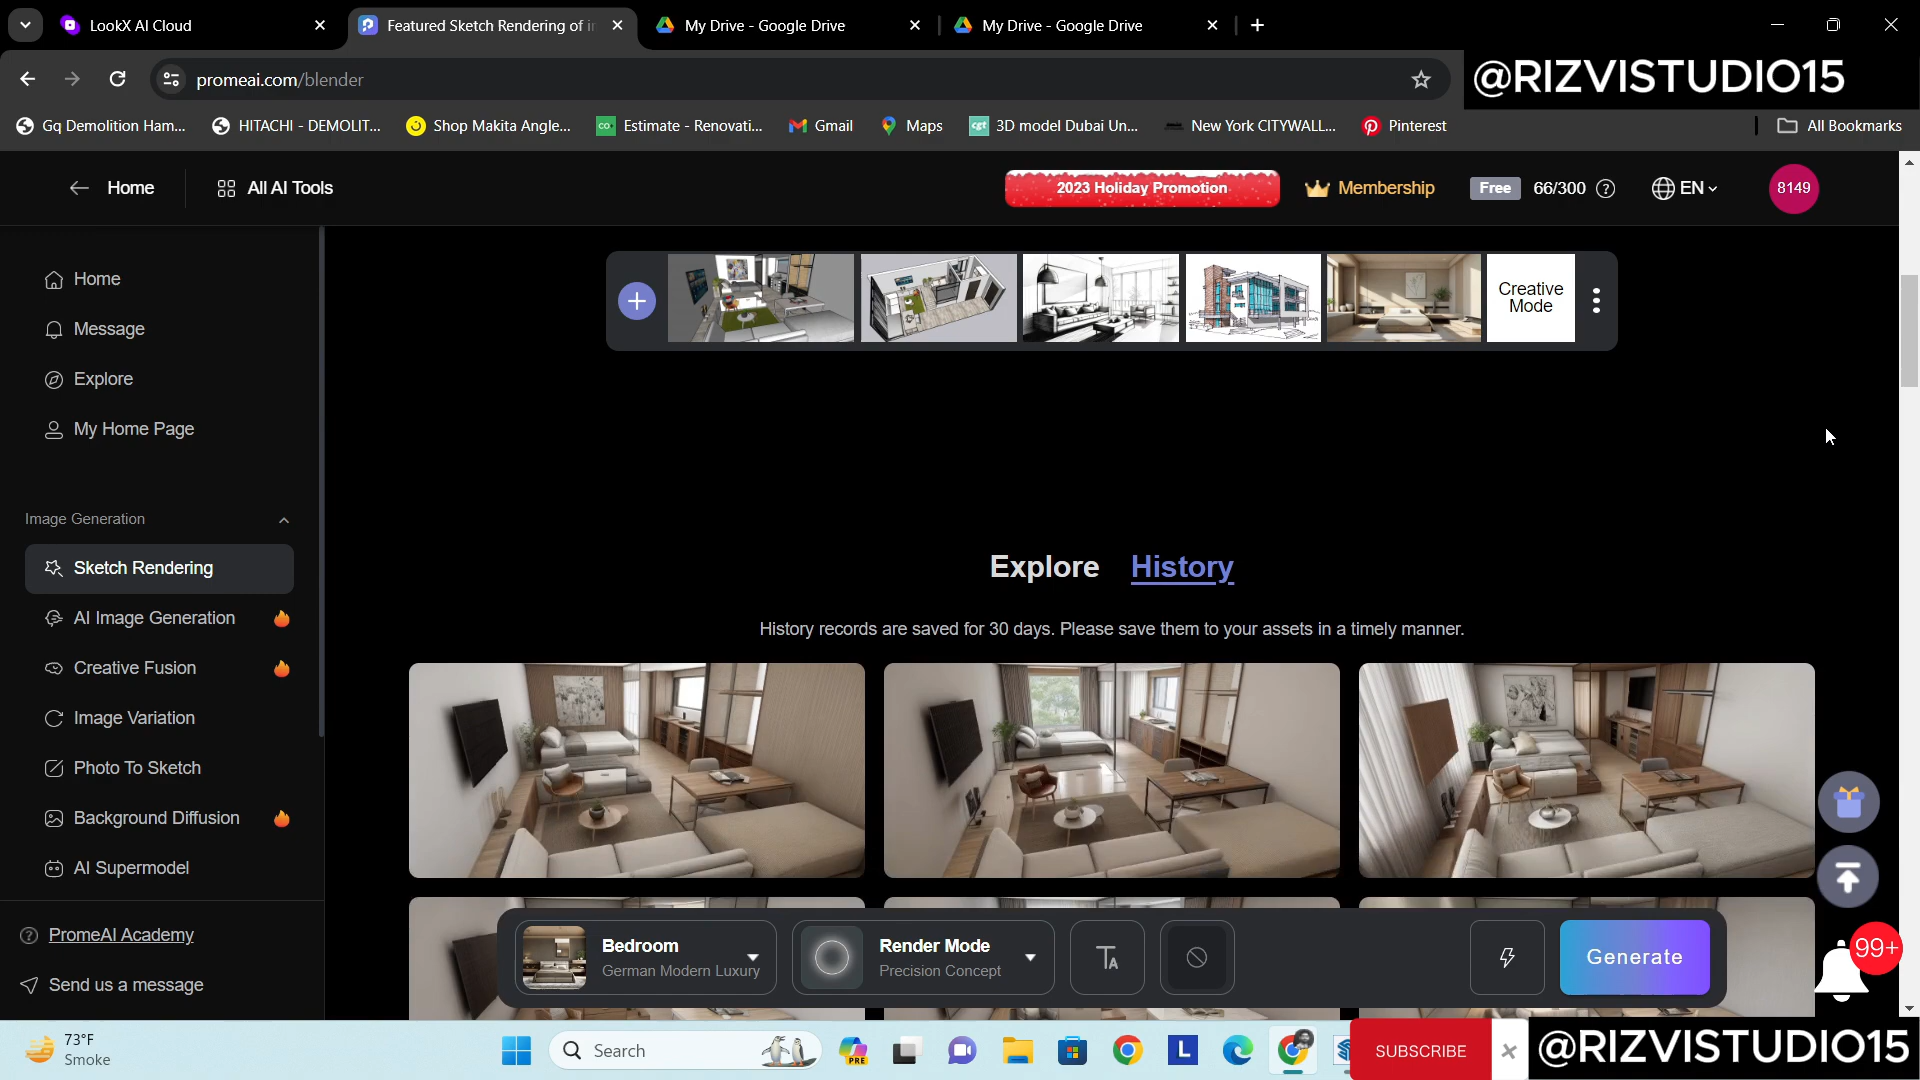 LookX AI Cloud
Featured Sketch Rendering of i
My Drive - Google Drive
My Drive - Google Drive
promeai.com/blender
@RIZVISTUDIO15
Gq Demolition Ham...
HITACHI - DEMOLIT...
Shop Makita Angle...
Estimate - Renovati...
Gmail
Maps
3D model Dubai Un...
New York CITYWALL...
Pinterest
All Bookmarks
Home
All AI Tools
2023 Holiday Promotion
Membership
Free
66/300
EN
8149
Home
Message
Explore
My Home Page
Creative
Mode
Image Generation
Sketch Rendering
AI Image Generation
Creative Fusion
Image Variation
Photo To Sketch
Background Diffusion
AI Supermodel
PromeAI Academy
Send us a message
Explore
History
History records are saved for 30 days. Please save them to your assets in a timely manner.
Bedroom
German Modern Luxury
Render Mode
Precision Concept
Generate
99+
73°F
Smoke
Search
PRE
L
SUBSCRIBE
@RIZVISTUDIO15